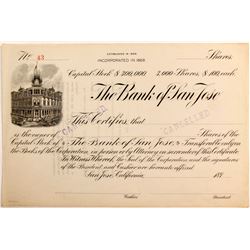 No 43
ESTABLISHED IN 1866
Shares
INCORPORATED IN 1868
Capital Stock $200,000 2,000 Shares $100, each.
The Bank of San Jose
CANCELLED
CANCELLED
This Certifies, that
is the owner of Shares of the
Capital Stock of The Bank of San Jose, Transferable only on
the Books of the Corporation, in person or by Attorney on surrender of this Certificate
In Witness Whereof, the Seal of the Corporation and the signatures
of the President and Cashier are hereunto affixed
San Jose, California, 189
Cashier President